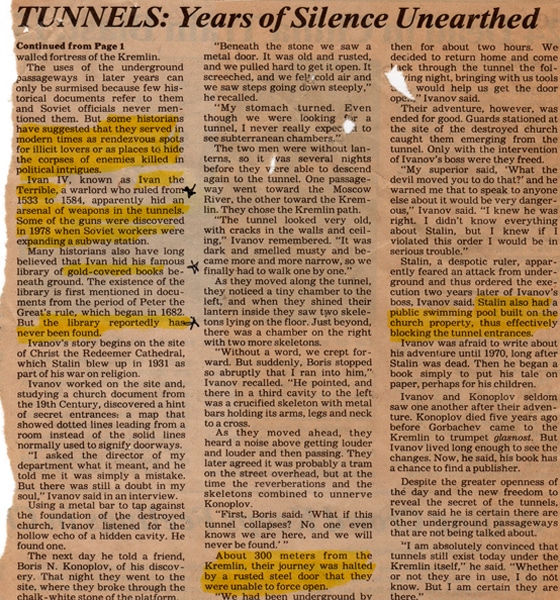 TUNNELS: Years of Silence Unearthed
Continued from Page 1
walled fortress of the Kremlin.
The uses of the underground
passageways in later years can
only be surmised because few his-
torical documents refer to them
and Soviet officials never men-
tioned them. But some historians
have suggested that they served in
modern times as rendezvous spots
for illicit lovers or as places to hide
the corpses of enemies killed in
political intrigues.
Ivan IV, known as Ivan the
Terrible, a warlord who ruled from
1533 to 1584, apparently hid an
arsenal of weapons in the tunnels.
Some of the guns were discovered
in 1978 when Soviet workers were
expanding a subway station.
Many historians also have long
believed that Ivan hid his famous
library of gold-covered books be-
neath ground. The existence of the
library is first mentioned in docu-
ments from the period of Peter the
Great's rule, which began in 1682.
But the library reportedly has
never been found.
Ivanov's story begins on the site
of Christ the Redeemer Cathedral,
which Stalin blew up in 1931 as
part of his war on religion.
Ivanov worked on the site and,
studying a church document from
the 19th Century, discovered a hint
of secret entrances: a map that
showed dotted lines leading from a
room instead of the solid lines
normally used to signify doorways.
"I asked the director of my
department what it meant, and he
told me it was simply a mistake.
But there was still a doubt in my
soul," Ivanov said in an interview.
Using a metal bar to tap against
the foundation of the destroyed
church, Ivanov listened for the
hollow echo of a hidden cavity. He
found one.
The next day he told a friend,
Boris N. Konoplov, of his discov-
ery. That night they went to the
site, where they broke through the
chalk-white stone of the platform.
"Beneath the stone we saw a
metal door. It was old and rusted,
and we pulled hard to get it open. It
screeched, and we felt cold air and
we saw steps going down steeply,"
he recalled.
"My stomach turned. Even
though we were looking for a
tunnel, I never really expected to
see subterranean chambers."
The two men were without lan-
terns, so it was several nights
before they were able to descend
again to the tunnel. One passage-
way went toward the Moscow
River, the other toward the Krem-
lin. They chose the Kremlin path.
"The tunnel looked very old,
with cracks in the walls and ceil-
ing," Ivanov remembered. "It was
dark and smelled musty and be-
came more and more narrow, so we
finally had to walk one by one."
As they moved along the tunnel,
they noticed a tiny chamber to the
left, and when they shined their
lantern inside they saw two skele-
tons lying on the floor. Just beyond,
there was a chamber on the right
with two more skeletons.
"Without a word, we crept for-
ward. But suddenly, Boris stopped
so abruptly that I ran into him,"
Ivanov recalled. "He pointed, and
there in a third cavity to the left
was a crucified skeleton with metal
bars holding its arms, legs and neck
to a cross.
As they moved ahead, they
heard a noise above getting louder
and louder and then passing. They
later agreed it was probably a tram
on the street overhead, but at the
time the reverberations and the
skeletons combined to unnerve
Konoplov.
"First, Boris said: 'What if this
tunnel collapses? No one even
knows we are here, and we will
never be found.' "
About 300 meters from the
Kremlin, their journey was halted
by a rusted steel door that they
were unable to force open.
"We had been underground by
then for about two hours. We
decided to return home and come
back through the tunnel the fol-
ing night, bringing with us tools
would help us get the door
open," Ivanov said.
Their adventure, however, was
ended for good. Guards stationed at
the site of the destroyed church
caught them emerging from the
tunnel. Only with the intervention
of Ivanov's boss were they freed.
"My superior said, 'What the
devil moved you to do that?' and he
warned me that to speak to anyone
else about it would be very danger-
ous," Ivanov said. "I knew he was
right. I didn't know everything
about Stalin, but I knew if I
violated this order I would be in
serious trouble."
Stalin, a despotic ruler, appar-
ently feared an attack from under-
ground and thus ordered the exe-
cution two years later of Ivanov's
boss, Ivanov said. Stalin also had a
public swimming pool built on the
church property, thus effectively
blocking the tunnel entrances.
Ivanov was afraid to write about
his adventure until 1970, long after
Stalin was dead. Then he began a
book simply to put his tale on
paper, perhaps for his children.
Ivanov and Konoplov seldom
saw one another after their adven-
ture. Konoplov died five years ago
before Gorbachev came to the
Kremlin to trumpet glasnost. But
Ivanov lived long enough to see the
changes. Now, he said, his book has
a chance to find a publisher.
Despite the greater openness of
the day and the new freedom to
reveal the secret of the tunnels,
Ivanov said he is certain there are
other underground passageways
that are not being talked about.
"I am absolutely convinced that
tunnels still exist today under the
Kremlin itself," he said. "Whether
or not they are in use, I do not
know. But I am certain they are
here."